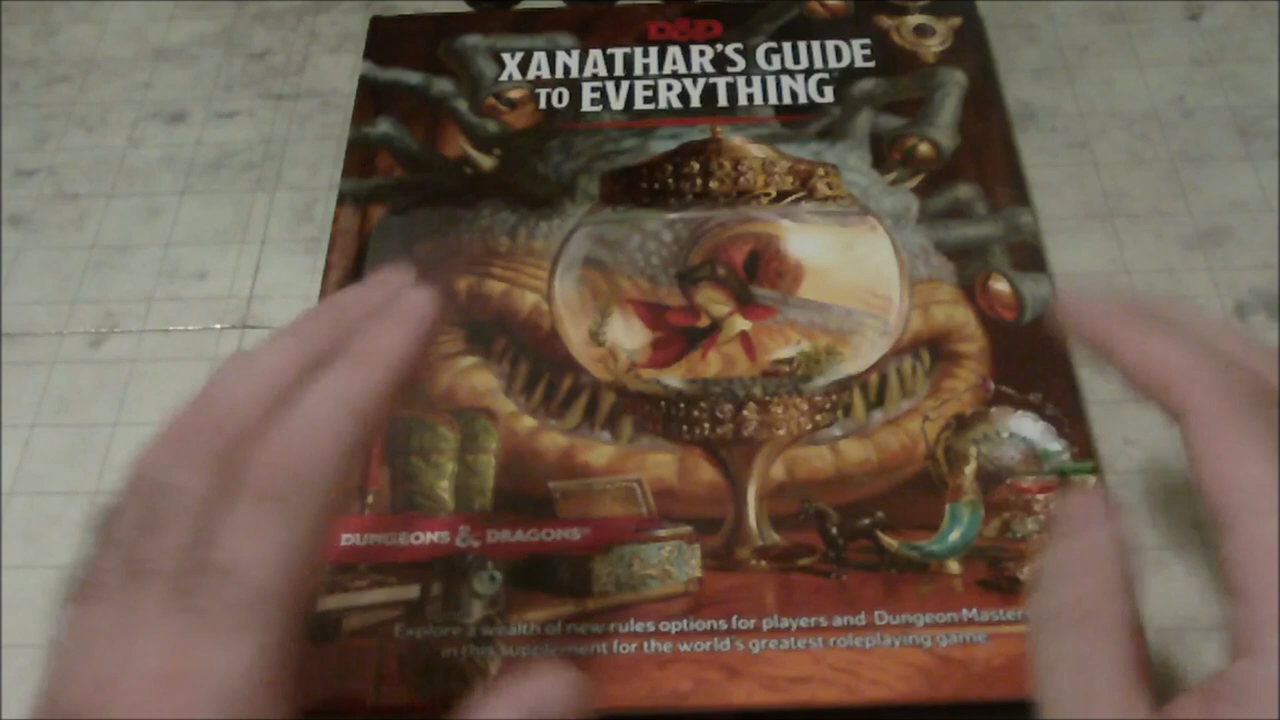 D&D
XANATHAR'S GUIDE
TO EVERYTHING
DUNGEONS & DRAGONS™
Explore a wealth of new rules options for players and Dungeon Masters
in this supplement for the world's greatest roleplaying game